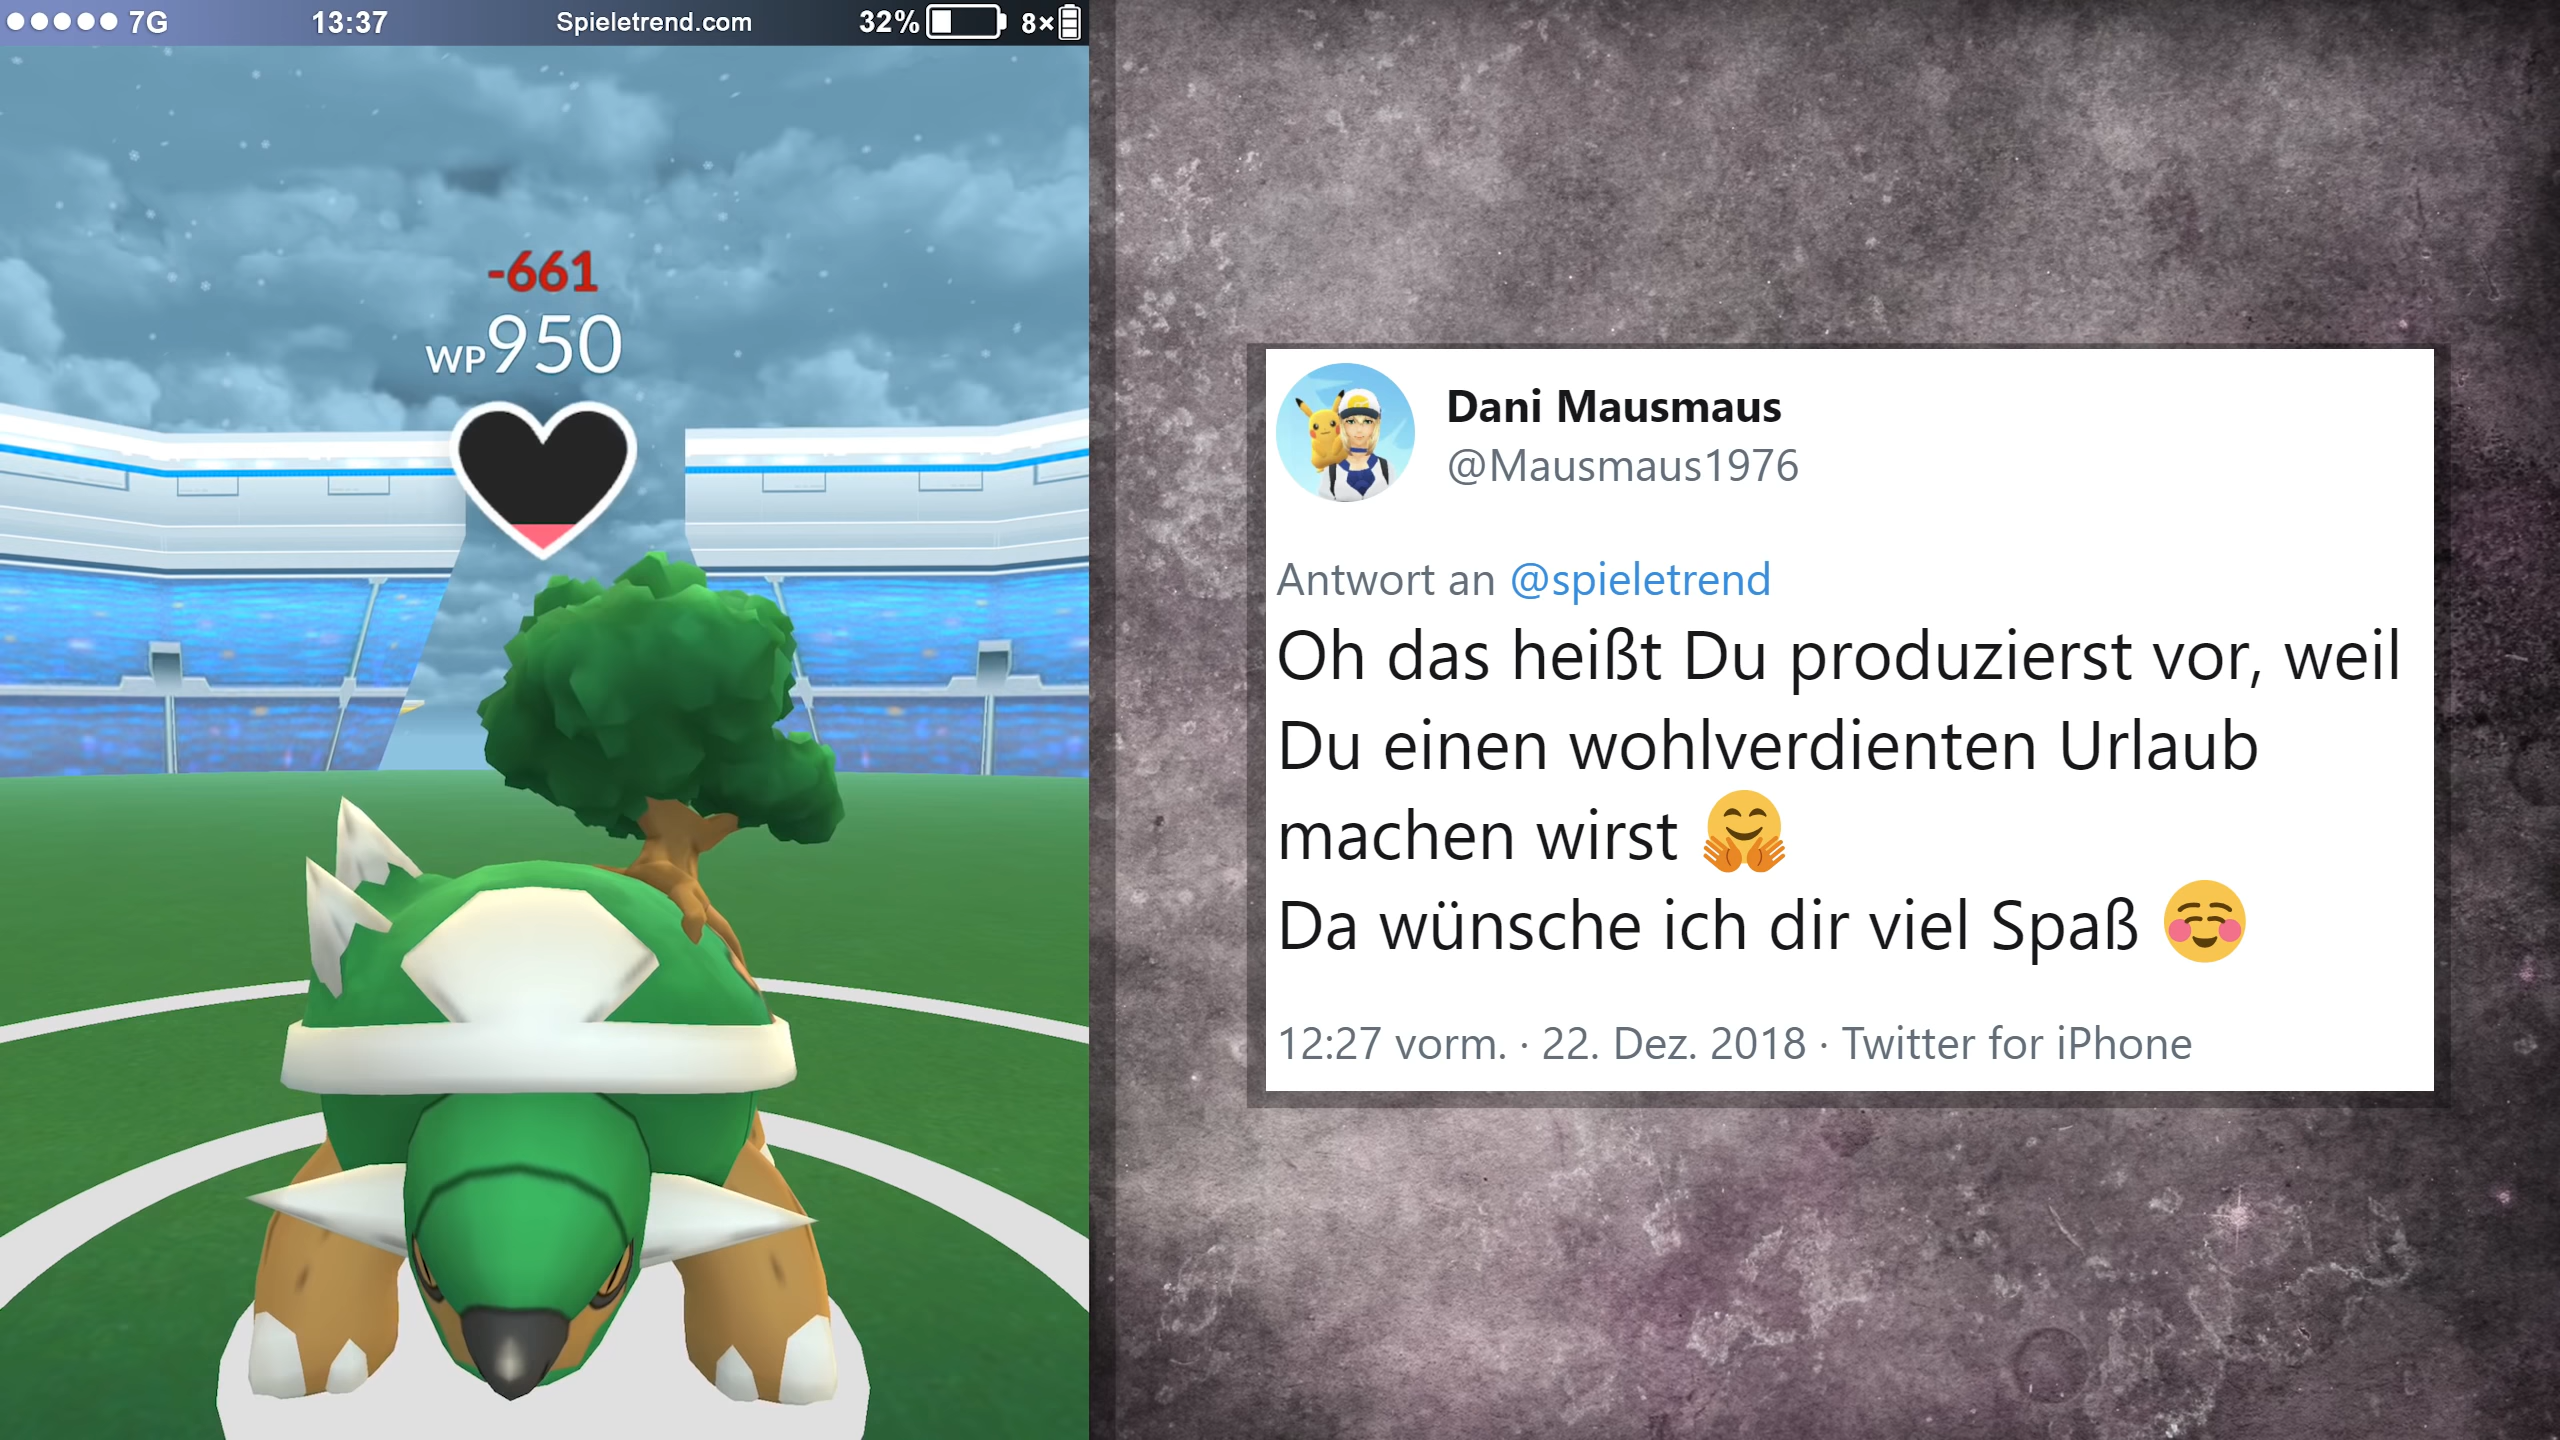 7G 13:37 Spieletrend.com 32% 8×
-661
WP950
Dani Mausmaus
@Mausmaus1976
Antwort an @spieletrend
Oh das heißt Du produzierst vor, weil
Du einen wohlverdienten Urlaub
machen wirst 🤗
Da wünsche ich dir viel Spaß ☺️
12:27 vorm. · 22. Dez. 2018 · Twitter for iPhone